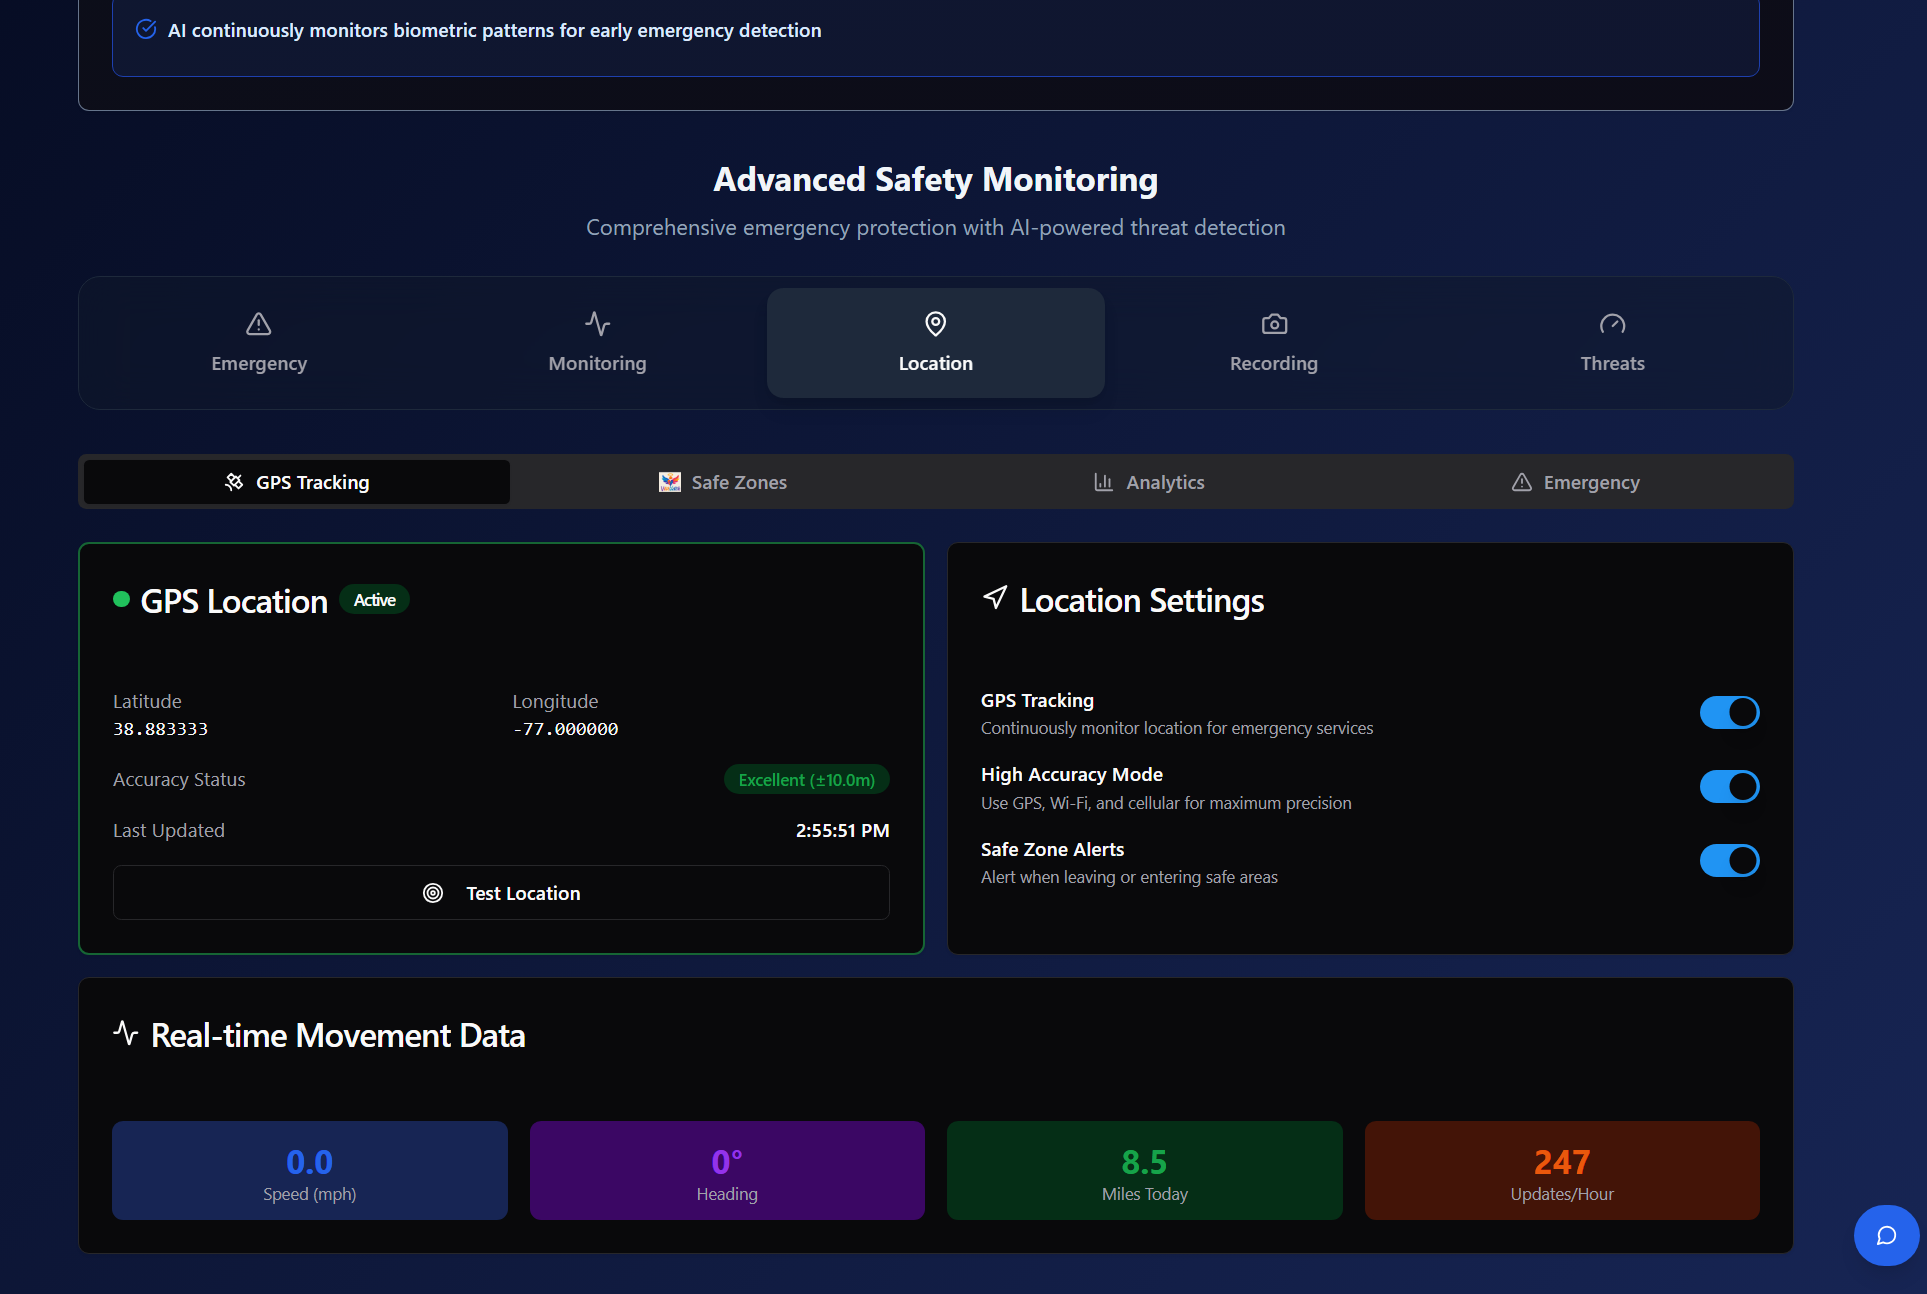 AI continuously monitors biometric patterns for early emergency detection
Advanced Safety Monitoring
Comprehensive emergency protection with AI-powered threat detection
Emergency
Monitoring
Location
Recording
Threats
GPS Tracking
Safe Zones
Analytics
Emergency
GPS Location
Active
Latitude
38.883333
Longitude
-77.000000
Accuracy Status
Excellent (±10.0m)
Last Updated
2:55:51 PM
Test Location
Location Settings
GPS Tracking
Continuously monitor location for emergency services
High Accuracy Mode
Use GPS, Wi-Fi, and cellular for maximum precision
Safe Zone Alerts
Alert when leaving or entering safe areas
Real-time Movement Data
0.0
Speed (mph)
0°
Heading
8.5
Miles Today
247
Updates/Hour